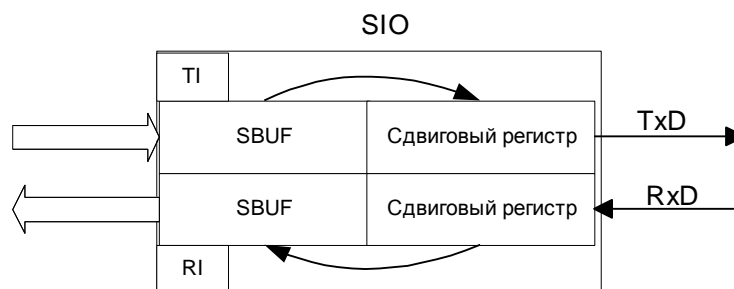 SIO
TI
SBUF
Сдвиговый регистр
TxD
SBUF
Сдвиговый регистр
RxD
RI